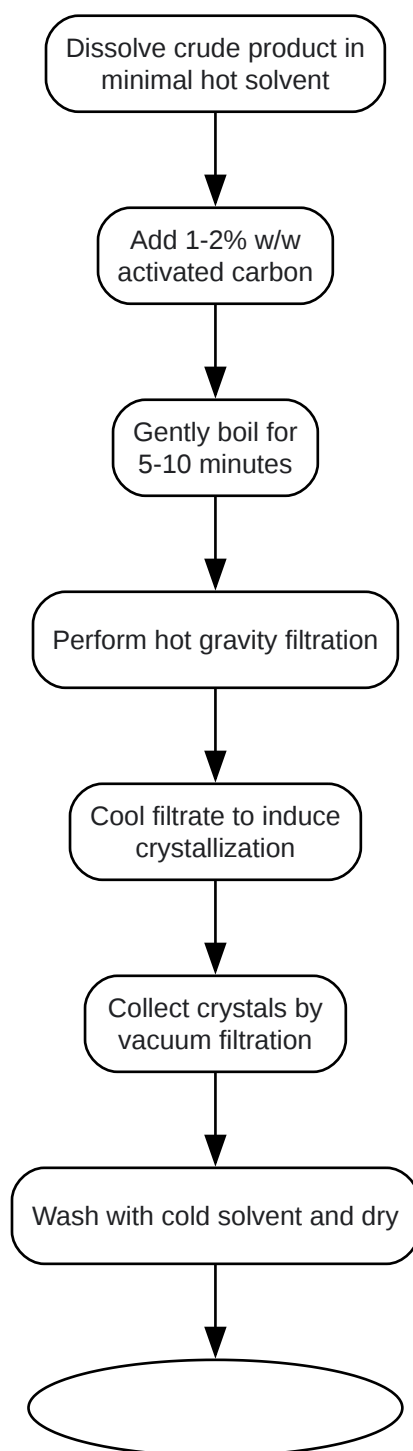 Dissolve crude product in
minimal hot solvent
Add 1-2% w/w
activated carbon
Gently boil for
5-10 minutes
Perform hot gravity filtration
Cool filtrate to induce
crystallization
Collect crystals by
vacuum filtration
Wash with cold solvent and dry